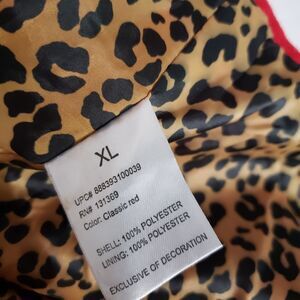 XL
UPC# 888393100039
RN# 131369
Color: Classic red
SHELL: 100% POLYESTER
LINING; 100% POLYESTER
EXCLUSIVE OF DECORATION